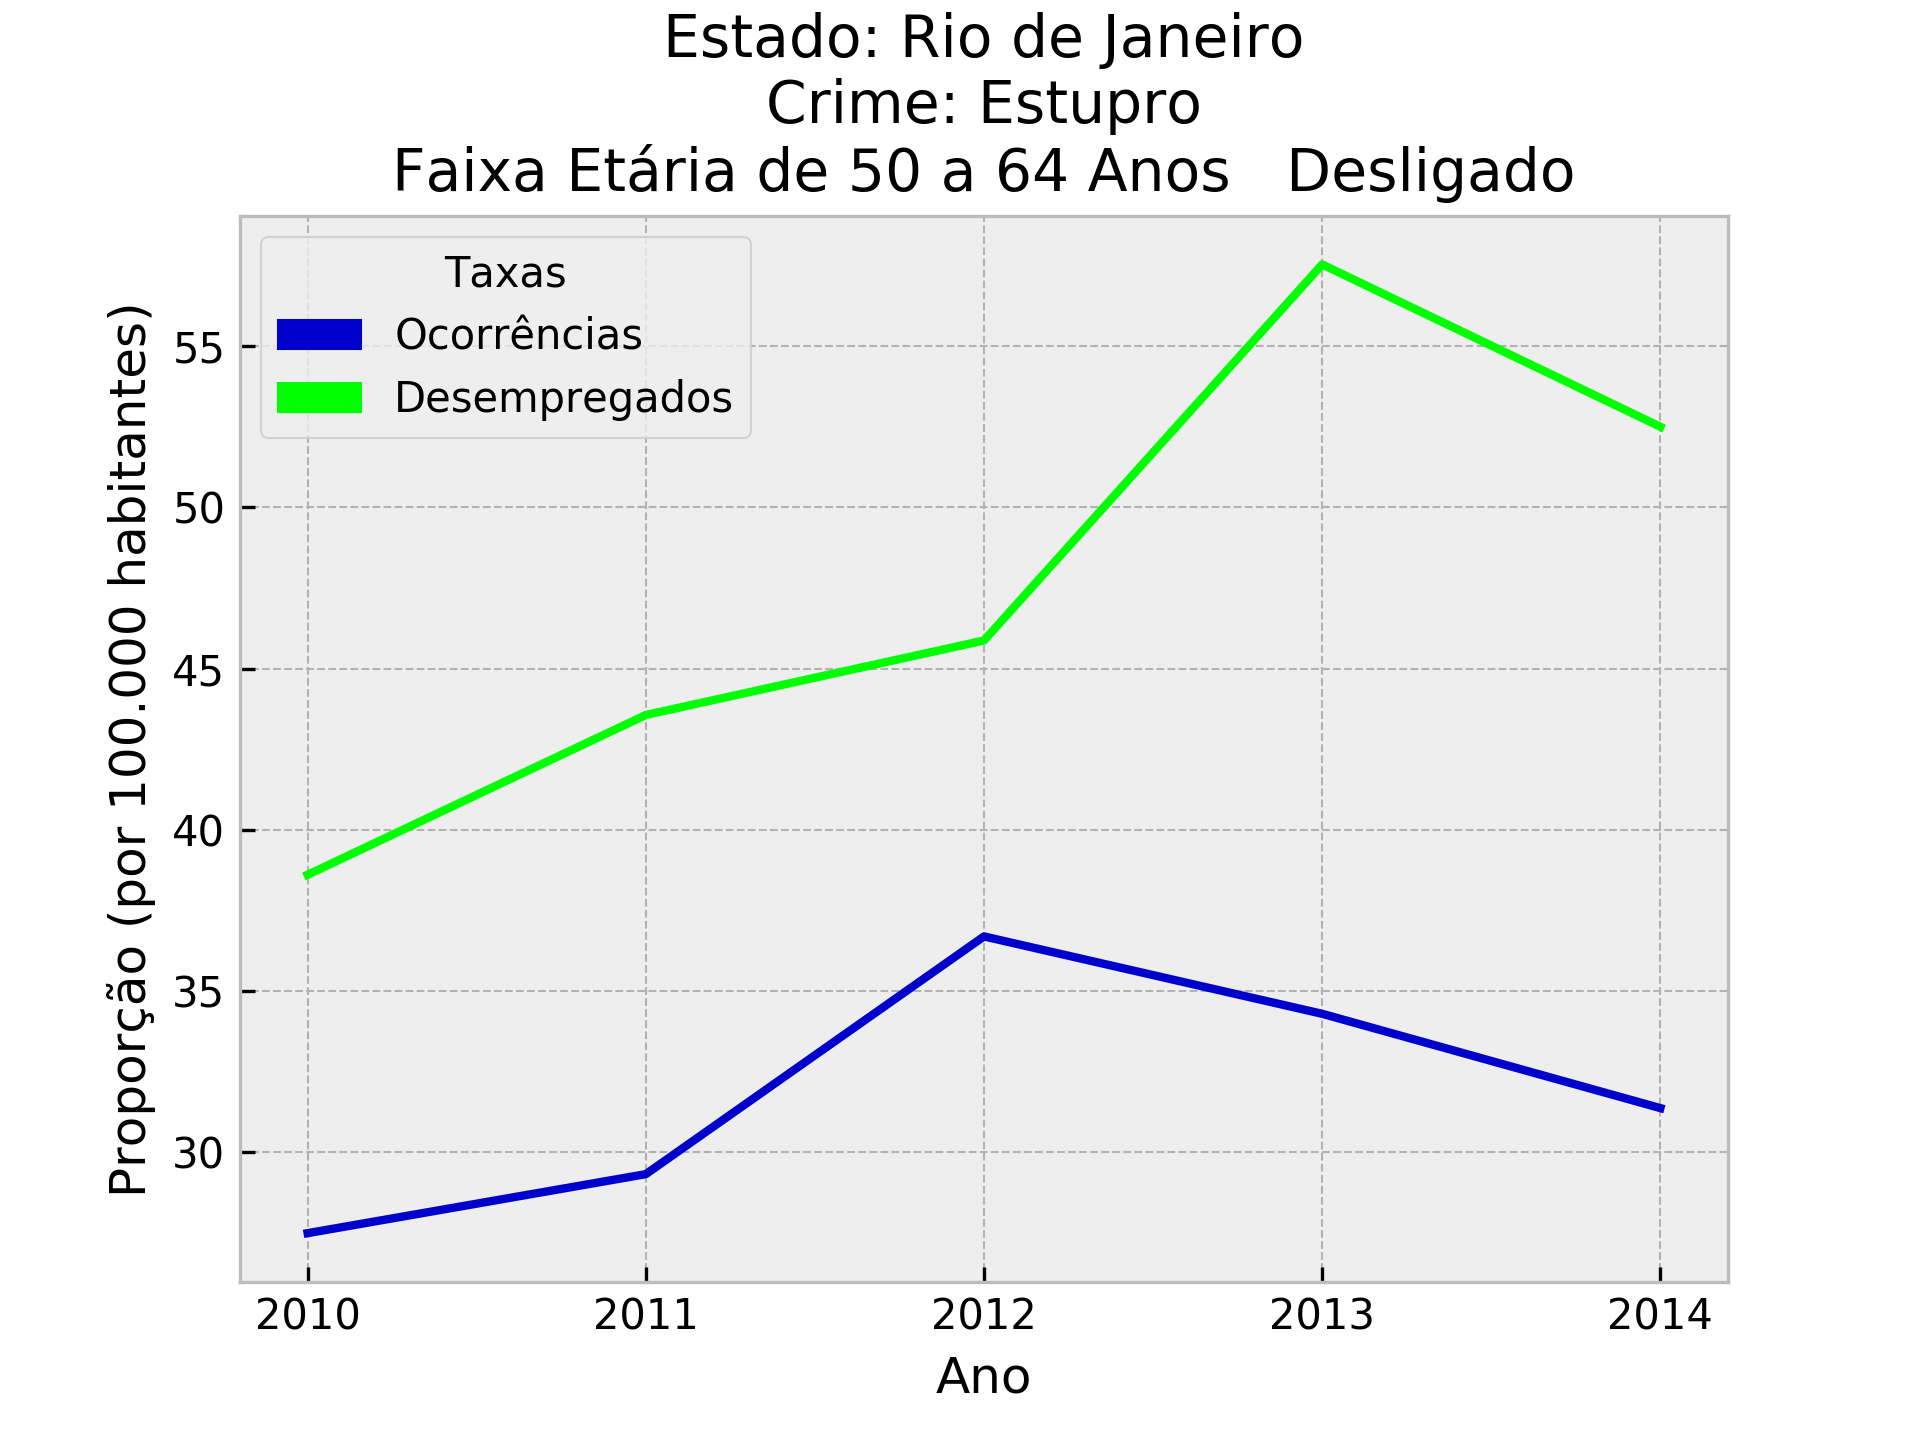 Estado: Rio de Janeiro
Crime: Estupro
Faixa Etária de 50 a 64 Anos   Desligado
Taxas
Ocorrências
Desempregados
Proporção (por 100.000 habitantes)
55
50
45
40
35
30
2010 2011 2012 2013 2014
Ano